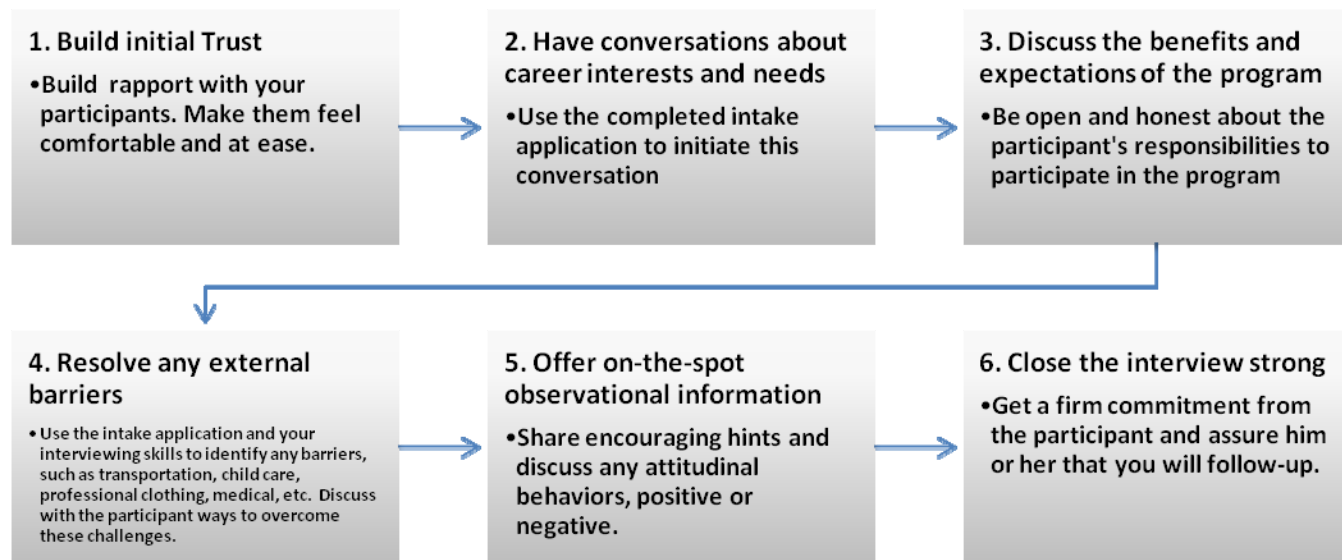 1. Build initial Trust
•Build rapport with your
participants. Make them feel
comfortable and at ease.
2. Have conversations about
career interests and needs
•Use the completed intake
application to initiate this
conversation
3. Discuss the benefits and
expectations of the program
•Be open and honest about the
participant's responsibilities to
participate in the program
4. Resolve any external
barriers
• Use the intake application and your
interviewing skills to identify any barriers,
such as transportation, child care,
professional clothing, medical, etc. Discuss
with the participant ways to overcome
these challenges.
5. Offer on-the-spot
observational information
•Share encouraging hints and
discuss any attitudinal
behaviors, positive or
negative.
6. Close the interview strong
•Get a firm commitment from
the participant and assure him
or her that you will follow-up.